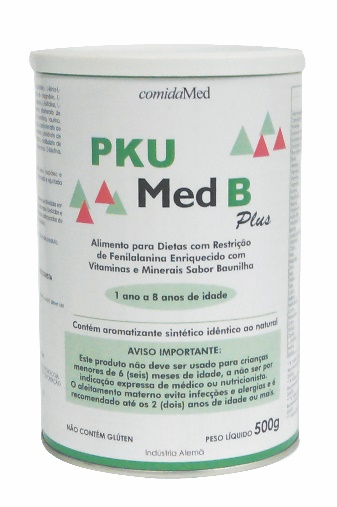 comidaMed
PKU
Med B
Plus
Alimento para Dietas com Restrição
de Fenilalanina Enriquecido com
Vitaminas e Minerais Sabor Baunilha
1 ano a 8 anos de idade
Contém aromatizante sintético idêntico ao natural
AVISO IMPORTANTE:
Este produto não deve ser usado para crianças
menores de 6 (seis) meses de idade, a não ser por
indicação expressa de médico ou nutricionista.
O aleitamento materno evita infecções e alergias e é
recomendado até os 2 (dois) anos de idade ou mais.
NÃO CONTÉM GLÚTEN
PESO LÍQUIDO 500g
Indústria Alemã